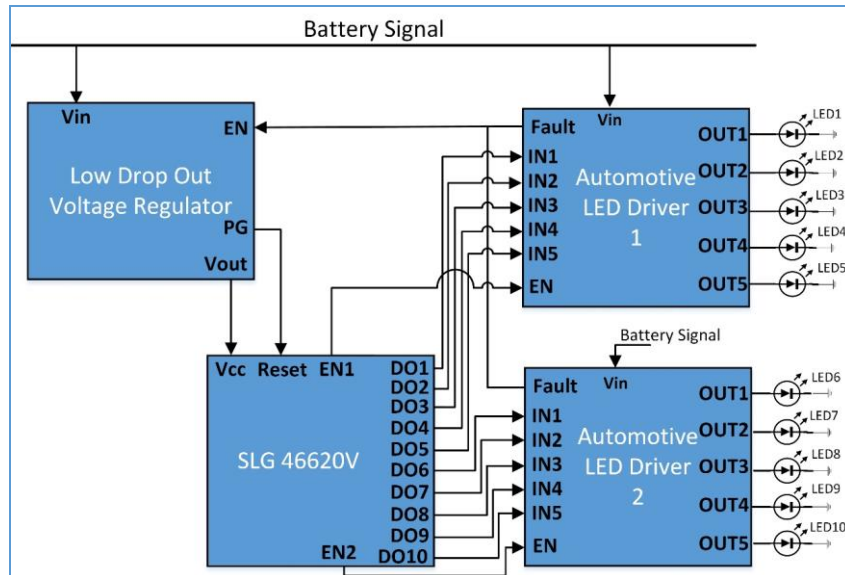 Battery Signal
Vin
EN
Low Drop Out
Voltage Regulator
PG
Vout
Fault
Vin
IN1
IN2
IN3
IN4
IN5
EN
Automotive
LED Driver
1
OUT1
OUT2
OUT3
OUT4
OUT5
LED1
LED2
LED3
LED4
LED5
Vcc
Reset
EN1
SLG 46620V
DO1
DO2
DO3
DO4
DO5
DO6
DO7
DO8
DO9
DO10
EN2
Battery Signal
Fault
Vin
IN1
IN2
IN3
IN4
IN5
EN
Automotive
LED Driver
2
OUT1
OUT2
OUT3
OUT4
OUT5
LED6
LED7
LED8
LED9
LED10